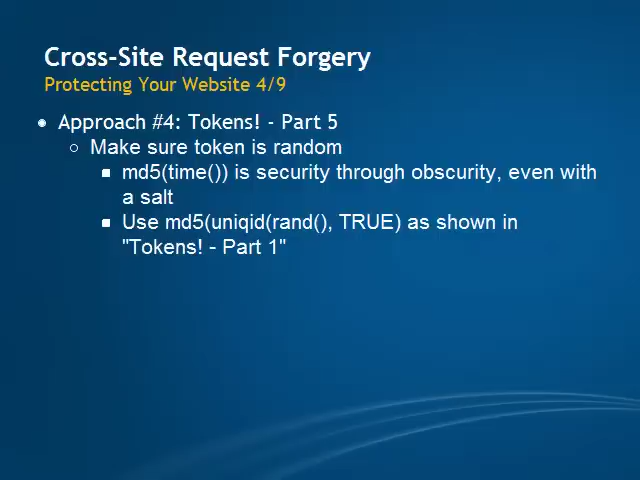 Cross-Site Request Forgery
Protecting Your Website 4/9
Approach #4: Tokens! - Part 5
Make sure token is random
md5(time()) is security through obscurity, even with
a salt
Use md5(uniqid(rand(), TRUE) as shown in
"Tokens! - Part 1"